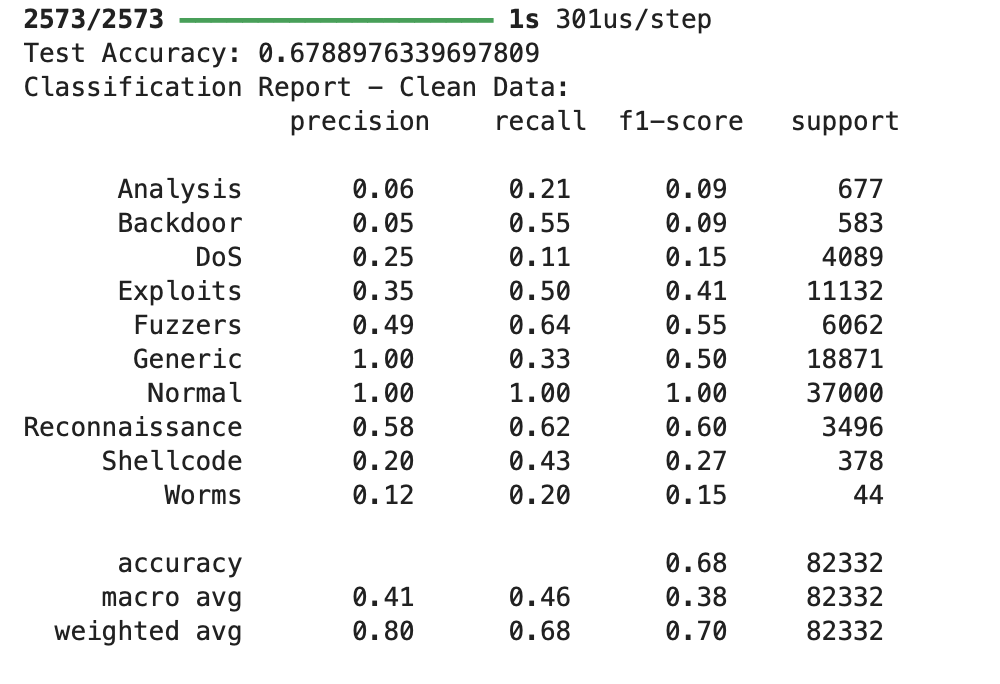 2573/2573 ━━━━━━━━━━━━━━━━━━━━ 1s 301us/step
Test Accuracy: 0.6788976339697809
Classification Report - Clean Data:
precision recall f1-score support
Analysis 0.06 0.21 0.09 677
Backdoor 0.05 0.55 0.09 583
DoS 0.25 0.11 0.15 4089
Exploits 0.35 0.50 0.41 11132
Fuzzers 0.49 0.64 0.55 6062
Generic 1.00 0.33 0.50 18871
Normal 1.00 1.00 1.00 37000
Reconnaissance 0.58 0.62 0.60 3496
Shellcode 0.20 0.43 0.27 378
Worms 0.12 0.20 0.15 44
accuracy 0.68 82332
macro avg 0.41 0.46 0.38 82332
weighted avg 0.80 0.68 0.70 82332